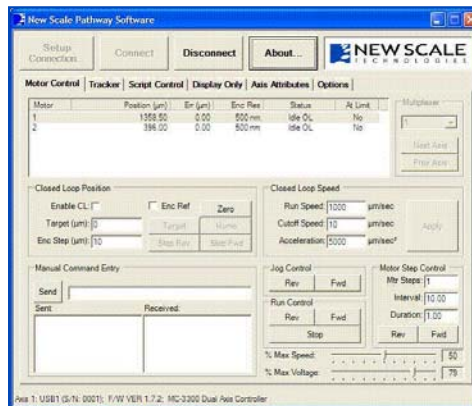 New Scale Pathway Software
Setup Connection
Connect
Disconnect
About...
NEW SCALE
TECHNOLOGIES
Motor Control Tracker Script Control Display Only Axis Attributes Options
Motor Position (µm) Err (µm) Enc Res Status At Limit
1 1358.50 0.00 500 nm Idle OL No
2 396.00 0.00 500 nm Idle OL No
Multiplexer
1
Next Axis
Prior Axis
Closed Loop Position
Enable CL:
Enc Ref
Zero
Target (µm): 0
Target
Home
Enc Step (µm): 10
Step Rev
Step Fwd
Closed Loop Speed
Run Speed: 1000 µm/sec
Cutoff Speed: 10 µm/sec
Acceleration: 5000 µm/sec²
Apply
Manual Command Entry
Send
Sent:
Received:
Jog Control
Rev Fwd
Run Control
Rev Fwd
Stop
Motor Step Control
Mtr Steps: 1
Interval: 10.00
Duration: 1.00
Rev Fwd
% Max Speed: 50
% Max Voltage: 79
Axis 1: USB1 (S/N: 0001); F/W VER 1.7.2; MC-3300 Dual Axis Controller